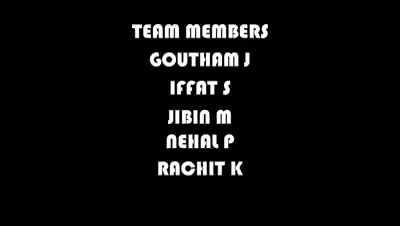 TEAM MEMBERS
GOUTHAM J
IFFAT S
JIBIN M
NEHAL P
RACHIT K